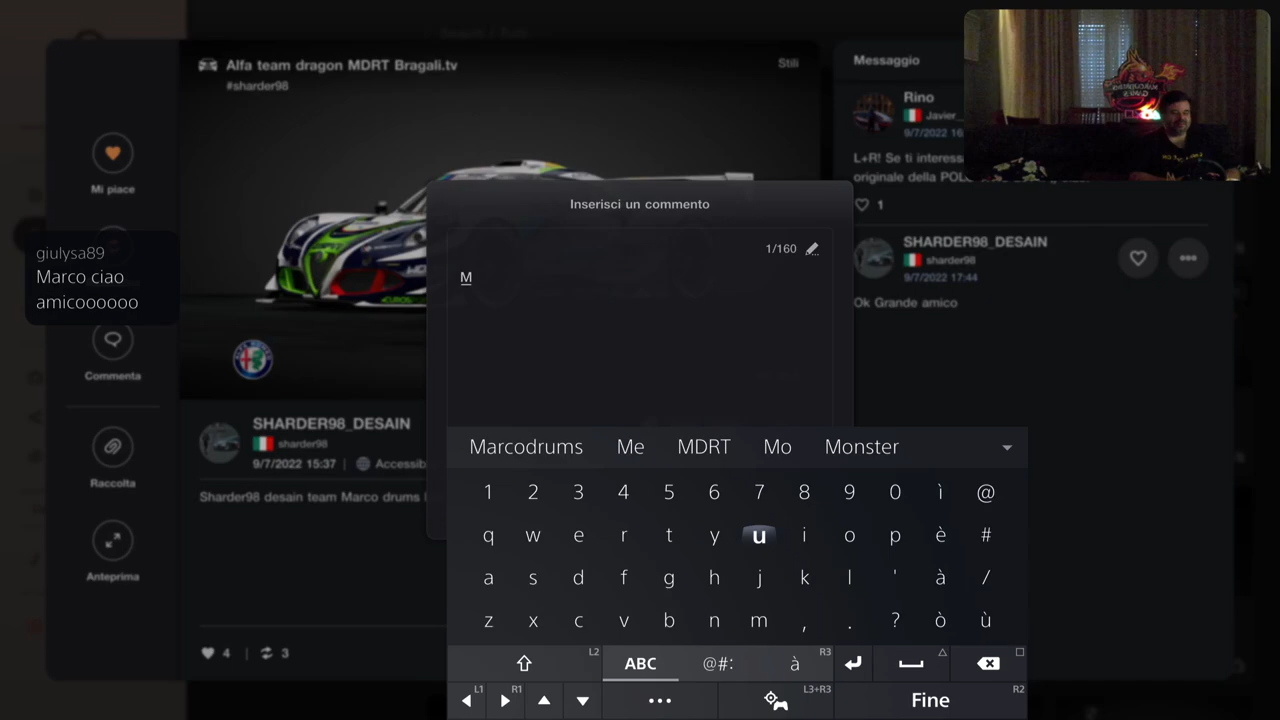 Alfa team dragon MDRT Bragali.tv
#sharder98
Stili
Mi piace
giulysa89
Marco ciao
amicoooooo
Commenta
Raccolta
Anteprima
SHARDER98_DESAIN
sharder98
9/7/2022 15:37
Accessib
Sharder98 desain team Marco drums
4
3
Inserisci un commento
1/160
M
Messaggio
Rino
Javier_
9/7/2022 16
L+R! Se ti interess
originale della POL
1
SHARDER98_DESAIN
sharder98
9/7/2022 17:44
Ok Grande amico
Marcodrums Me MDRT Mo Monster
1 2 3 4 5 6 7 8 9 0 ì @
q w e r t y u i o p è #
a s d f g h j k l ' à /
z x c v b n m , . ? ò ù
L2 ABC @#: à R3
L1 R1 ... L3+R3 Fine R2